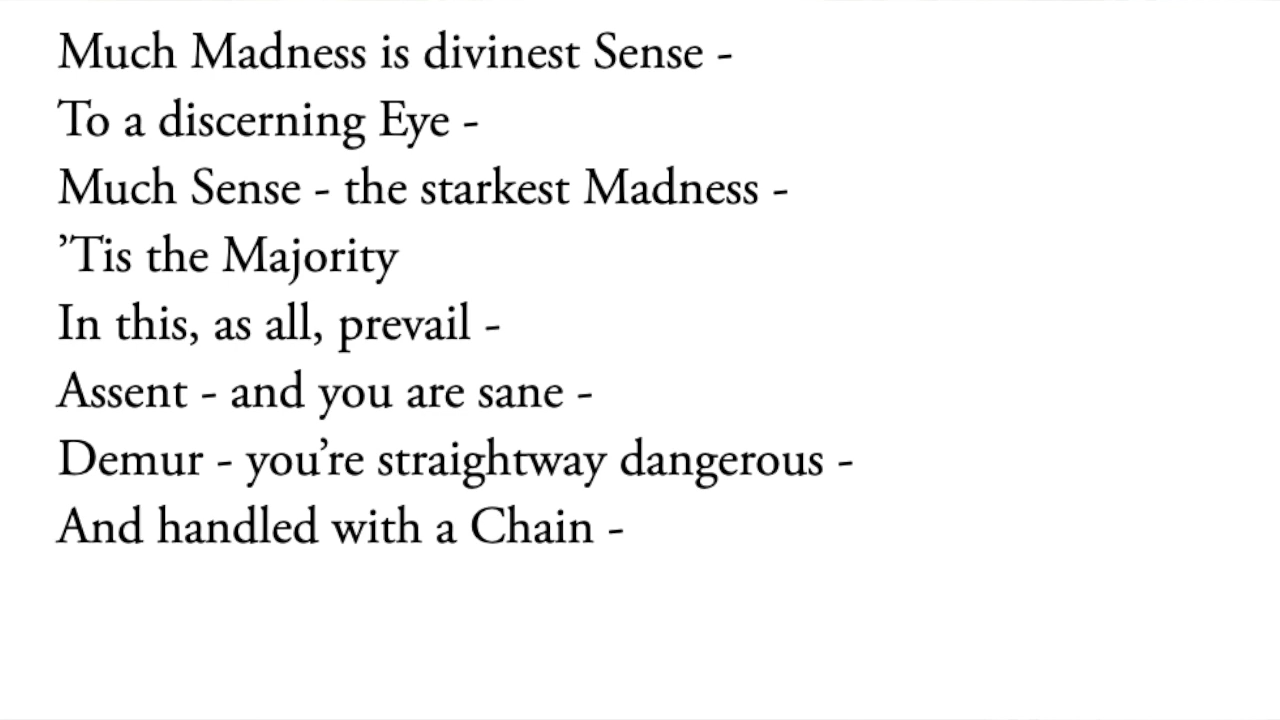 Much Madness is divinest Sense -
To a discerning Eye -
Much Sense - the starkest Madness -
’Tis the Majority
In this, as all, prevail -
Assent - and you are sane -
Demur - you’re straightway dangerous -
And handled with a Chain -